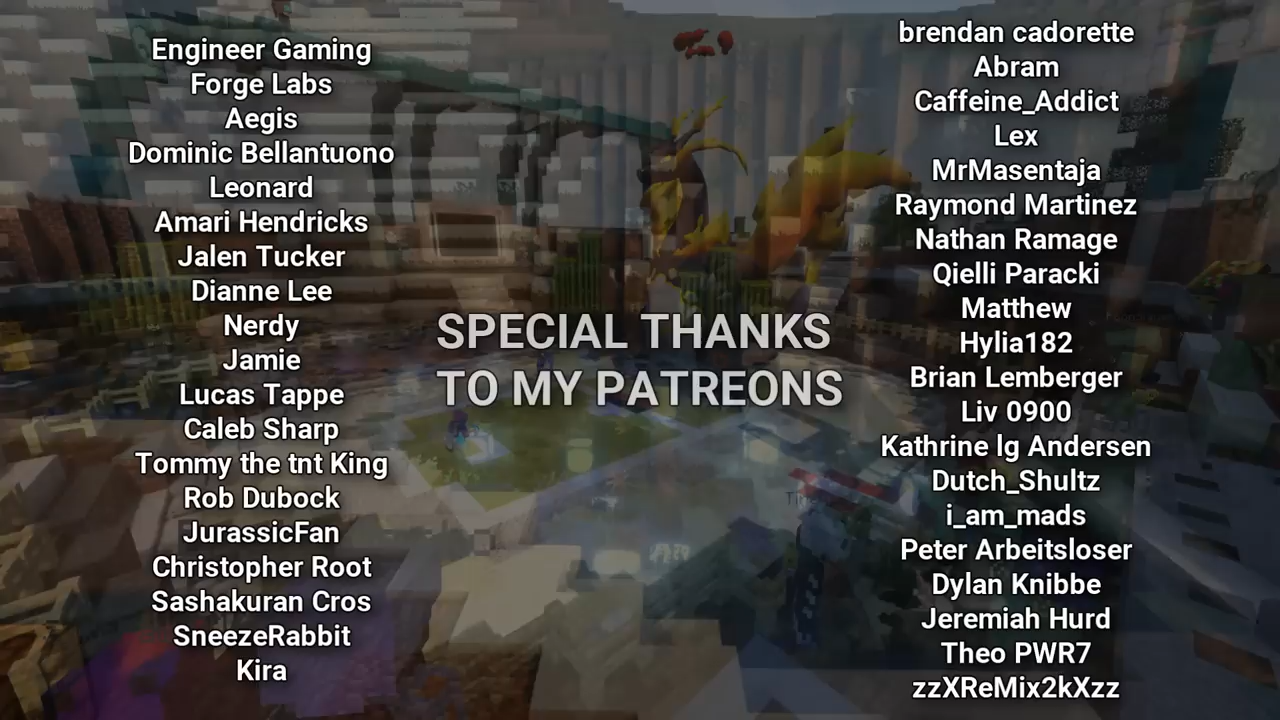 Engineer Gaming
Forge Labs
Aegis
Dominic Bellantuono
Leonard
Amari Hendricks
Jalen Tucker
Dianne Lee
Nerdy
Jamie
Lucas Tappe
Caleb Sharp
Tommy the tnt King
Rob Dubock
JurassicFan
Christopher Root
Sashakuran Cros
SneezeRabbit
Kira
SPECIAL THANKS
TO MY PATREONS
brendan cadorette
Abram
Caffeine_Addict
Lex
MrMasentaja
Raymond Martinez
Nathan Ramage
Qielli Paracki
Matthew
Hylia182
Brian Lemberger
Liv 0900
Kathrine lg Andersen
Dutch_Shultz
i_am_mads
Peter Arbeitsloser
Dylan Knibbe
Jeremiah Hurd
Theo PWR7
zzXReMix2kXzz